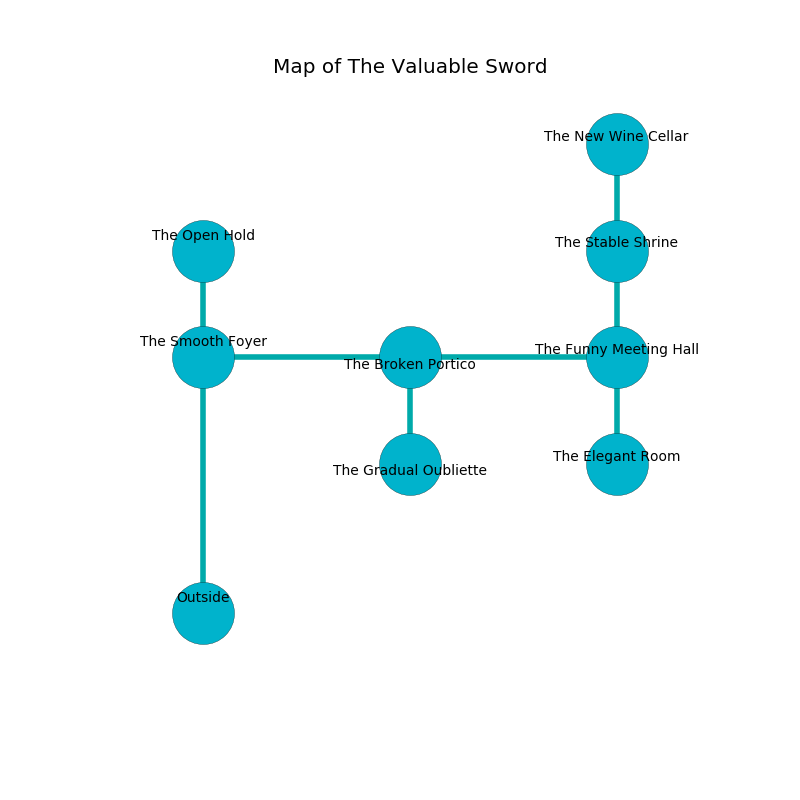 Map of The Valuable Sword
The New Wine Cellar
The Open Hold
The Stable Shrine
The Smooth Foyer
The Funny Meeting Hall
The Broken Portico
The Elegant Room
The Gradual Oubliette
Outside